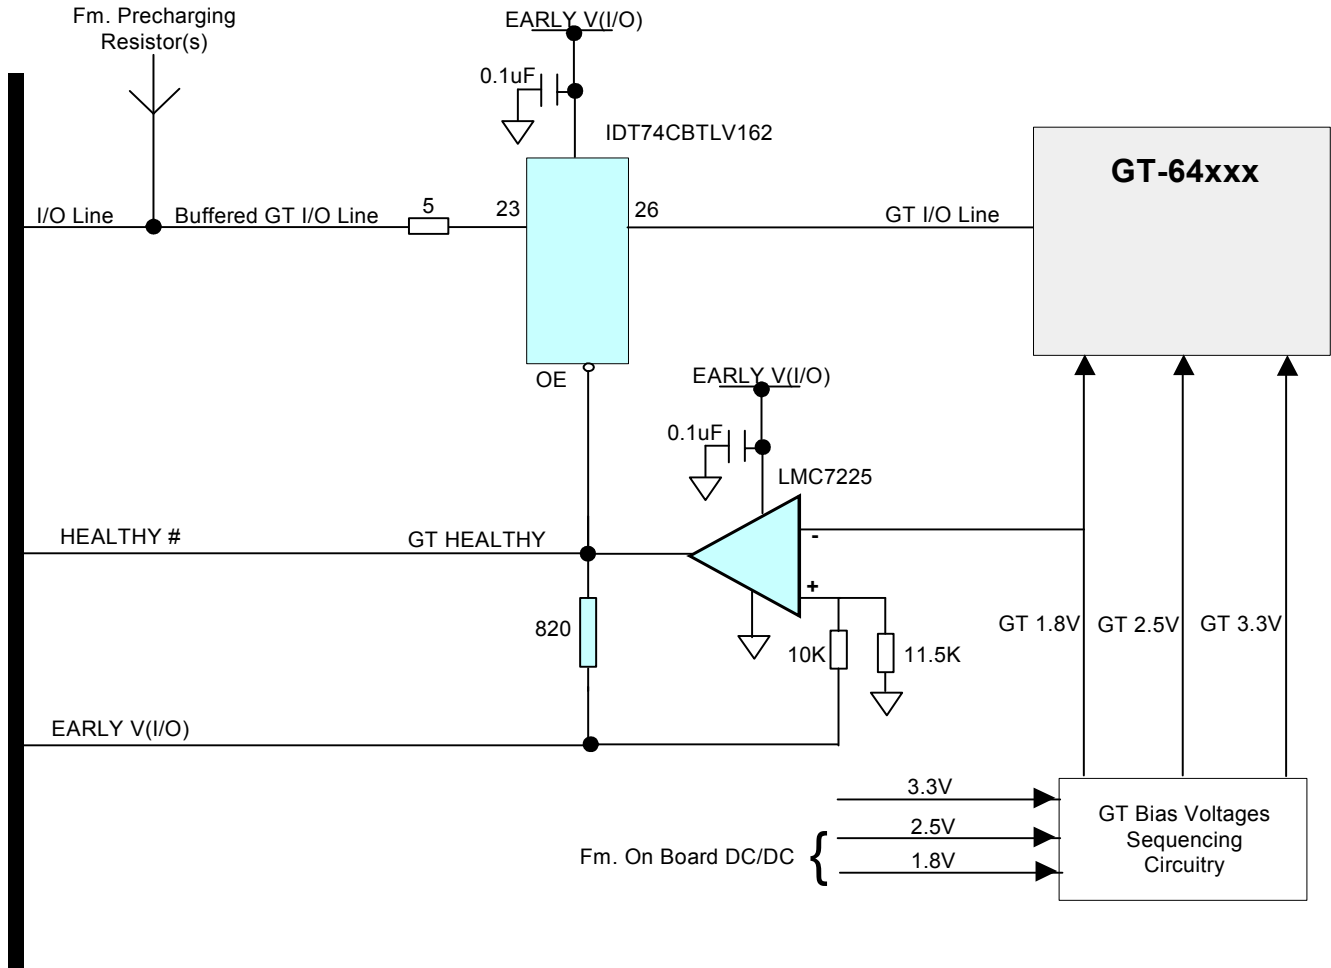 Fm. Precharging
Resistor(s)
EARLY V(I/O)
0.1uF
IDT74CBTLV162
GT-64xxx
I/O Line
Buffered GT I/O Line
5
23
26
GT I/O Line
OE
EARLY V(I/O)
0.1uF
LMC7225
HEALTHY #
GT HEALTHY
-
+
820
10K
11.5K
GT 1.8V
GT 2.5V
GT 3.3V
EARLY V(I/O)
3.3V
2.5V
1.8V
Fm. On Board DC/DC
{
GT Bias Voltages
Sequencing
Circuitry